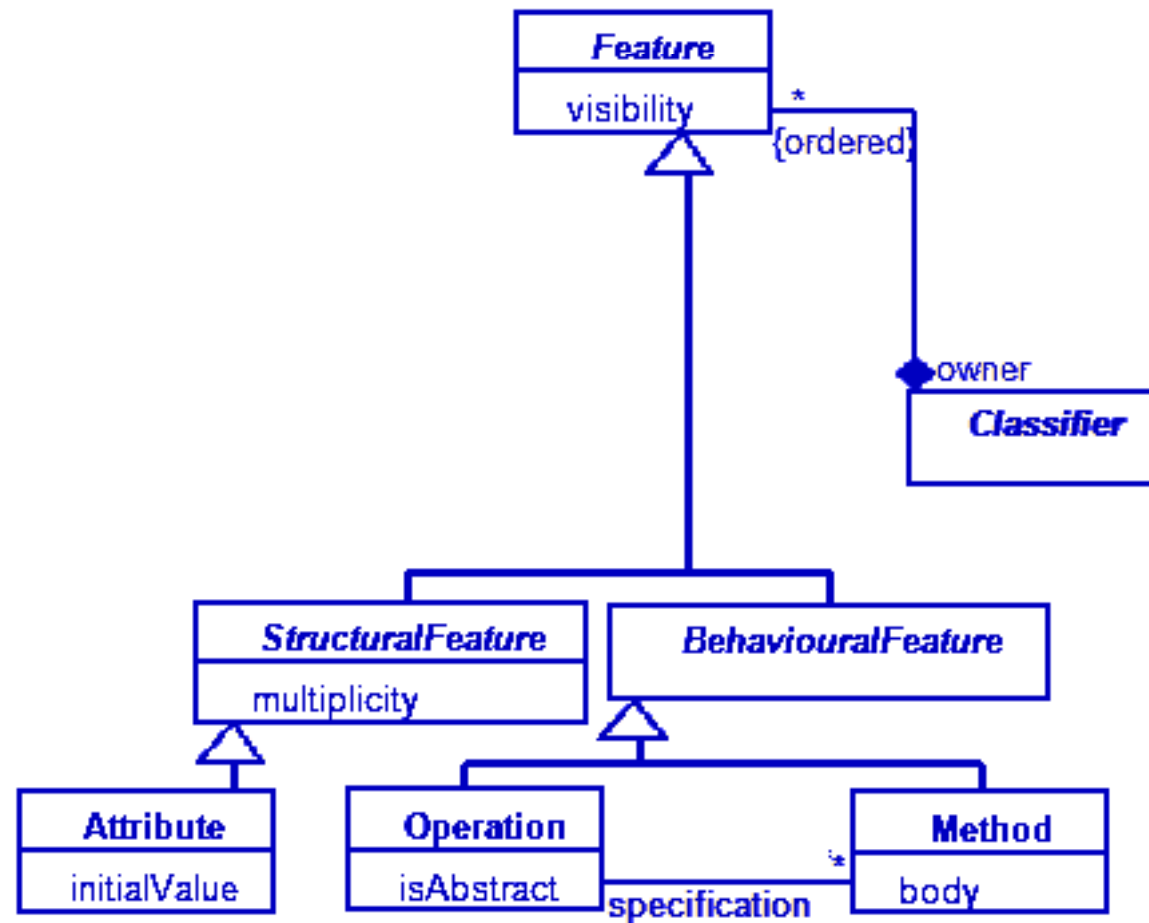 Feature
visibility
*
{ordered}
owner
Classifier
StructuralFeature
multiplicity
BehaviouralFeature
Attribute
initialValue
Operation
isAbstract
specification
*
Method
body